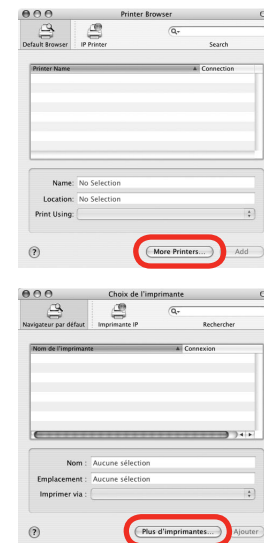 Printer Browser
Default Browser
IP Printer
Search
Printer Name
Connection
Name: No Selection
Location: No Selection
Print Using:
?
More Printers...
Add
Choix de l'imprimante
Navigateur par défaut
Imprimante IP
Rechercher
Nom de l'imprimante
Connexion
Nom : Aucune sélection
Emplacement : Aucune sélection
Imprimer via :
?
Plus d'imprimantes...
Ajouter